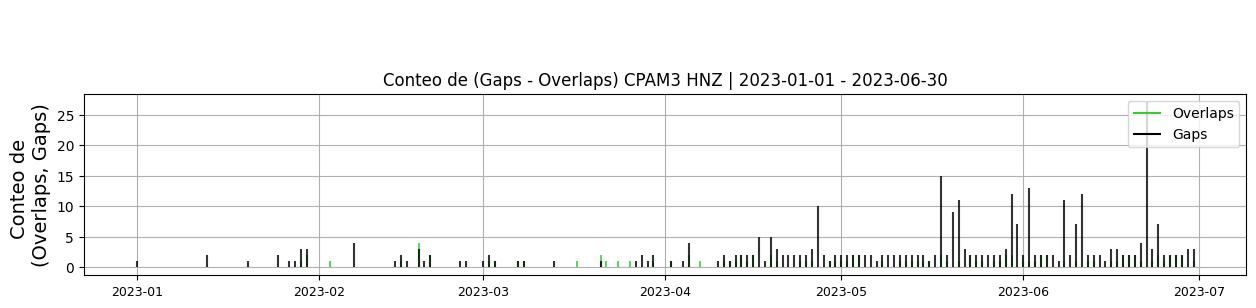 Conteo de (Gaps - Overlaps) CPAM3 HNZ | 2023-01-01 - 2023-06-30
Conteo de
(Overlaps, Gaps)
25
20
15
10
5
0
Overlaps
Gaps
2023-01
2023-02
2023-03
2023-04
2023-05
2023-06
2023-07